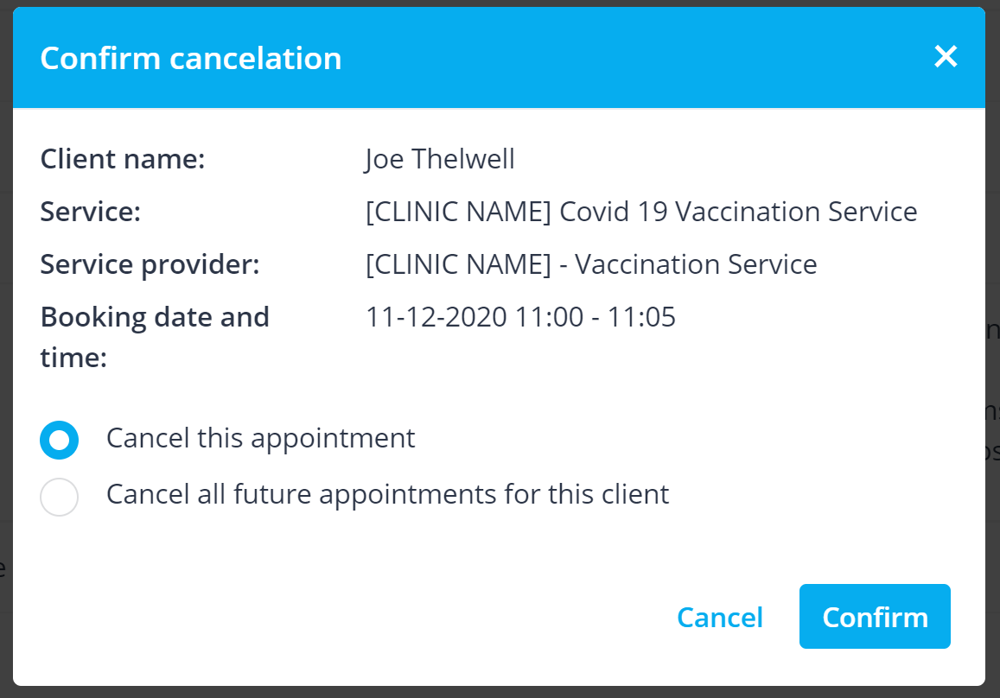 Confirm cancelation
Client name: Joe Thelwell
Service: [CLINIC NAME] Covid 19 Vaccination Service
Service provider: [CLINIC NAME] - Vaccination Service
Booking date and 11-12-2020 11:00 - 11:05
time:
Cancel this appointment
Cancel all future appointments for this client
Cancel Confirm